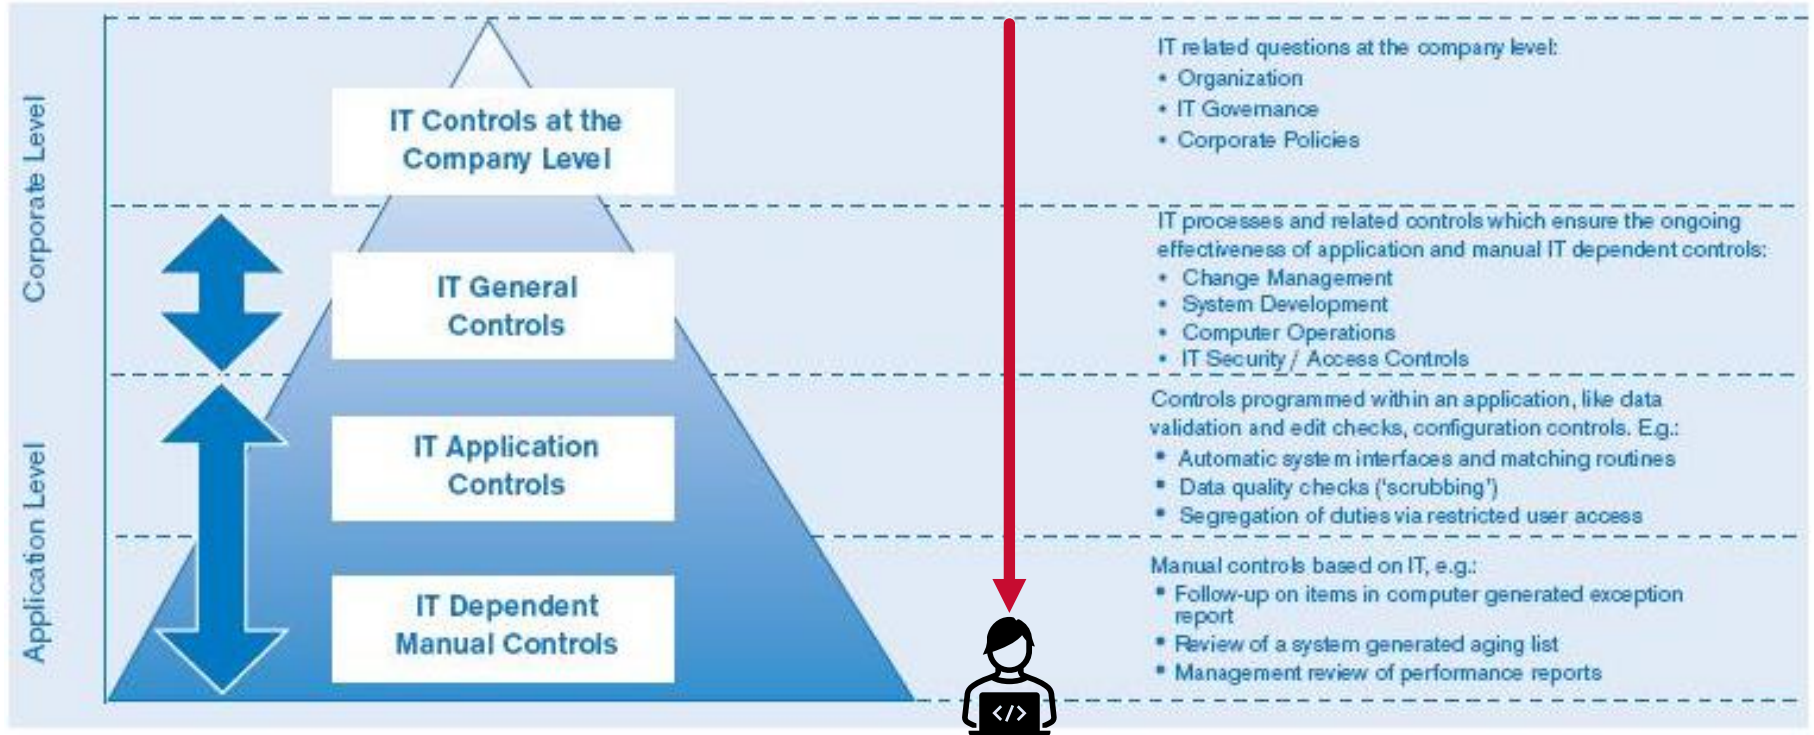 Corporate Level
Application Level
IT Controls at the
Company Level
IT General
Controls
IT Application
Controls
IT Dependent
Manual Controls
</>
IT related questions at the company level:
• Organization
• IT Governance
• Corporate Policies
IT processes and related controls which ensure the ongoing
effectiveness of application and manual IT dependent controls:
• Change Management
• System Development
• Computer Operations
• IT Security / Access Controls
Controls programmed within an application, like data
validation and edit checks, configuration controls. E.g.:
• Automatic system interfaces and matching routines
• Data quality checks ('scrubbing')
• Segregation of duties via restricted user access
Manual controls based on IT, e.g.:
• Follow-up on items in computer generated exception
report
• Review of a system generated aging list
• Management review of performance reports